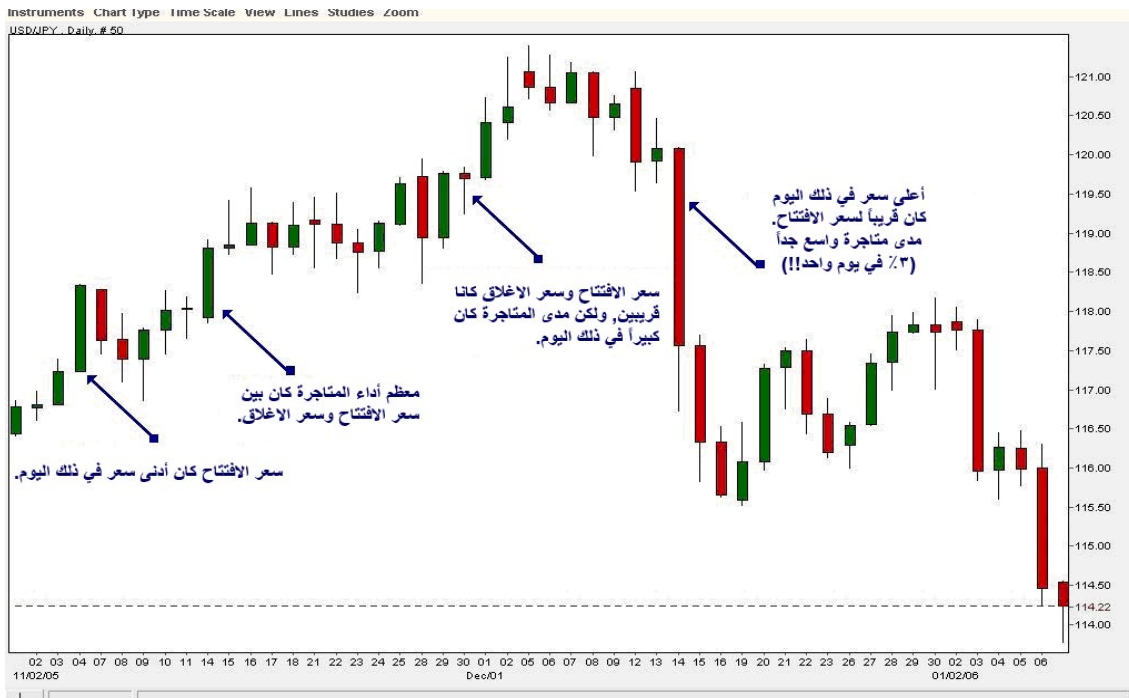 Instruments Chart Type Time Scale View Lines Studies Zoom
USD/JPY , Daily, # 50
121.00
120.50
120.00
119.50
119.00
118.50
118.00
117.50
117.00
116.50
116.00
115.50
115.00
114.50
114.22
114.00
أعلى سعر في ذلك اليوم
كان قريباً لسعر الافتتاح.
مدى متاجرة واسع جداً
(٣٪ في يوم واحد!!)
سعر الافتتاح وسعر الاغلاق كانا
قريبين, ولكن مدى المتاجرة كان
كبيراً في ذلك اليوم.
معظم أداء المتاجرة كان بين
سعر الافتتاح وسعر الاغلاق.
سعر الافتتاح كان أدنى سعر في ذلك اليوم.
02 03 04 07 08 09 10 11 14 15 16 17 18 21 22 23 24 25 28 29 30 01 02 05 06 07 08 09 12 13 14 15 16 19 20 21 22 23 26 27 28 29 30 02 03 04 05 06
11/02/05 Dec/01 01/02/06